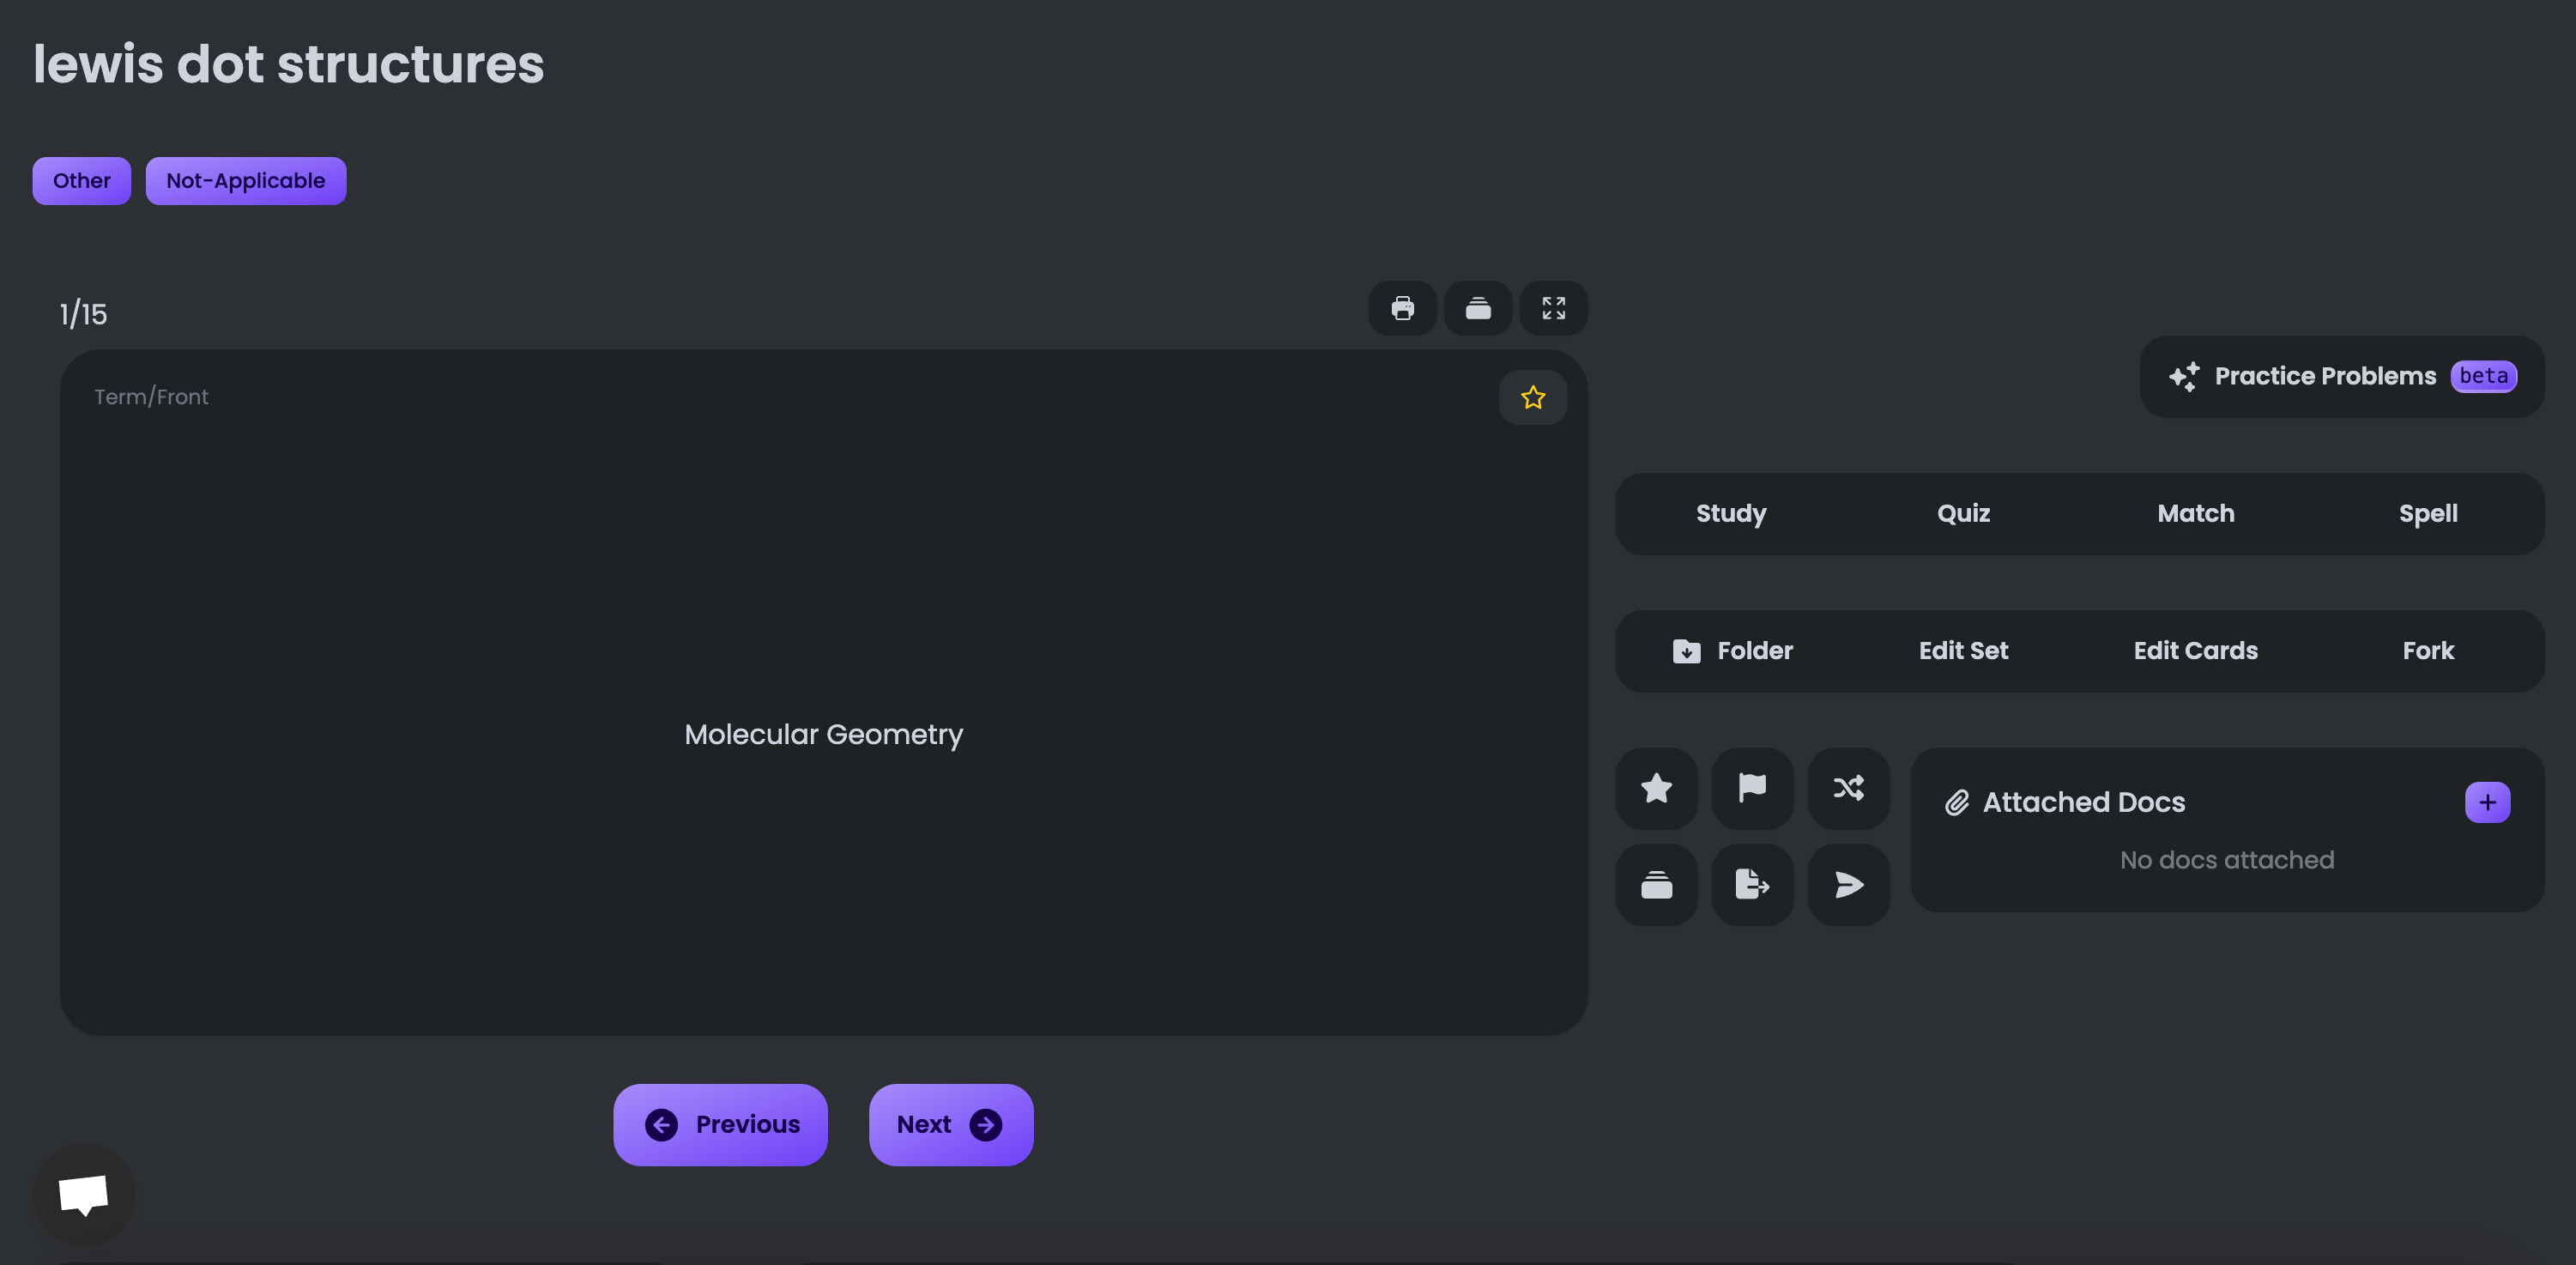 lewis dot structures
Other
Not-Applicable
1/15
Term/Front
Molecular Geometry
Previous
Next
Practice Problems beta
Study Quiz Match Spell
Folder Edit Set Edit Cards Fork
Attached Docs
No docs attached